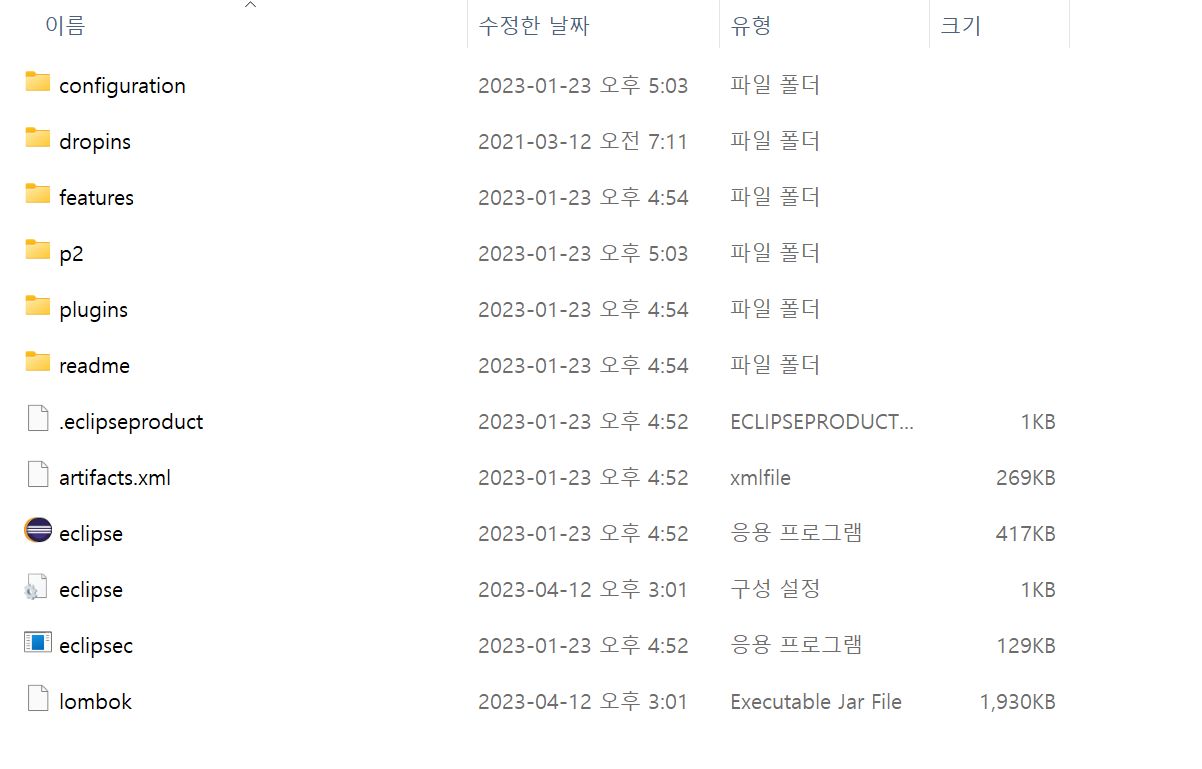 이름 수정한 날짜 유형 크기
configuration 2023-01-23 오후 5:03 파일 폴더
dropins 2021-03-12 오전 7:11 파일 폴더
features 2023-01-23 오후 4:54 파일 폴더
p2 2023-01-23 오후 5:03 파일 폴더
plugins 2023-01-23 오후 4:54 파일 폴더
readme 2023-01-23 오후 4:54 파일 폴더
.eclipseproduct 2023-01-23 오후 4:52 ECLIPSEPRODUCT... 1KB
artifacts.xml 2023-01-23 오후 4:52 xmlfile 269KB
eclipse 2023-01-23 오후 4:52 응용 프로그램 417KB
eclipse 2023-04-12 오후 3:01 구성 설정 1KB
eclipsec 2023-01-23 오후 4:52 응용 프로그램 129KB
lombok 2023-04-12 오후 3:01 Executable Jar File 1,930KB